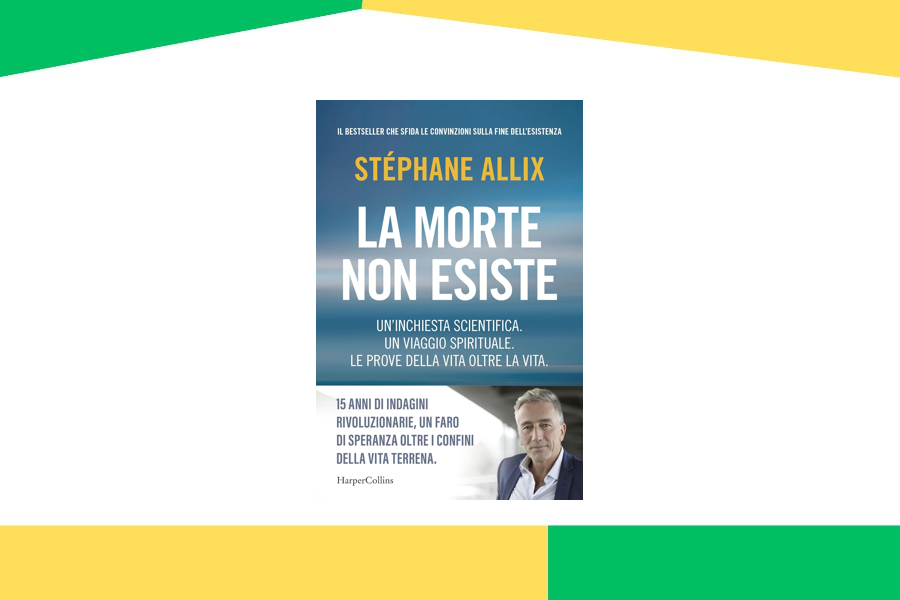 IL BESTSELLER CHE SFIDA LE CONVINZIONI SULLA FINE DELL'ESISTENZA
STÉPHANE ALLIX
LA MORTE
NON ESISTE
UN'INCHIESTA SCIENTIFICA.
UN VIAGGIO SPIRITUALE.
LE PROVE DELLA VITA OLTRE LA VITA.
15 ANNI DI INDAGINI
RIVOLUZIONARIE, UN FARO
DI SPERANZA OLTRE I CONFINI
DELLA VITA TERRENA.
HarperCollins